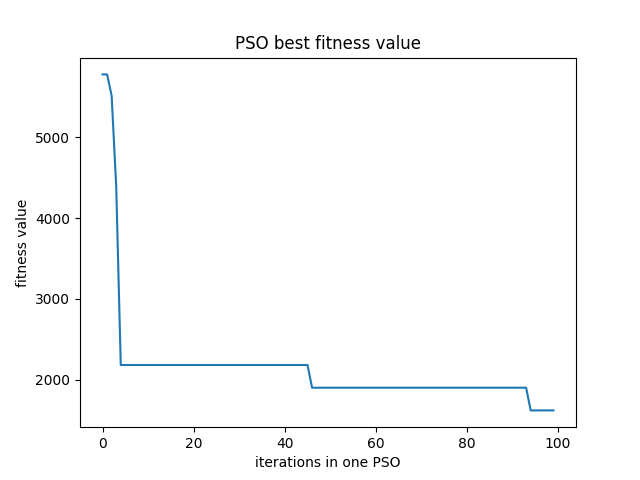 PSO best fitness value
fitness value
5000
4000
3000
2000
0 20 40 60 80 100
iterations in one PSO